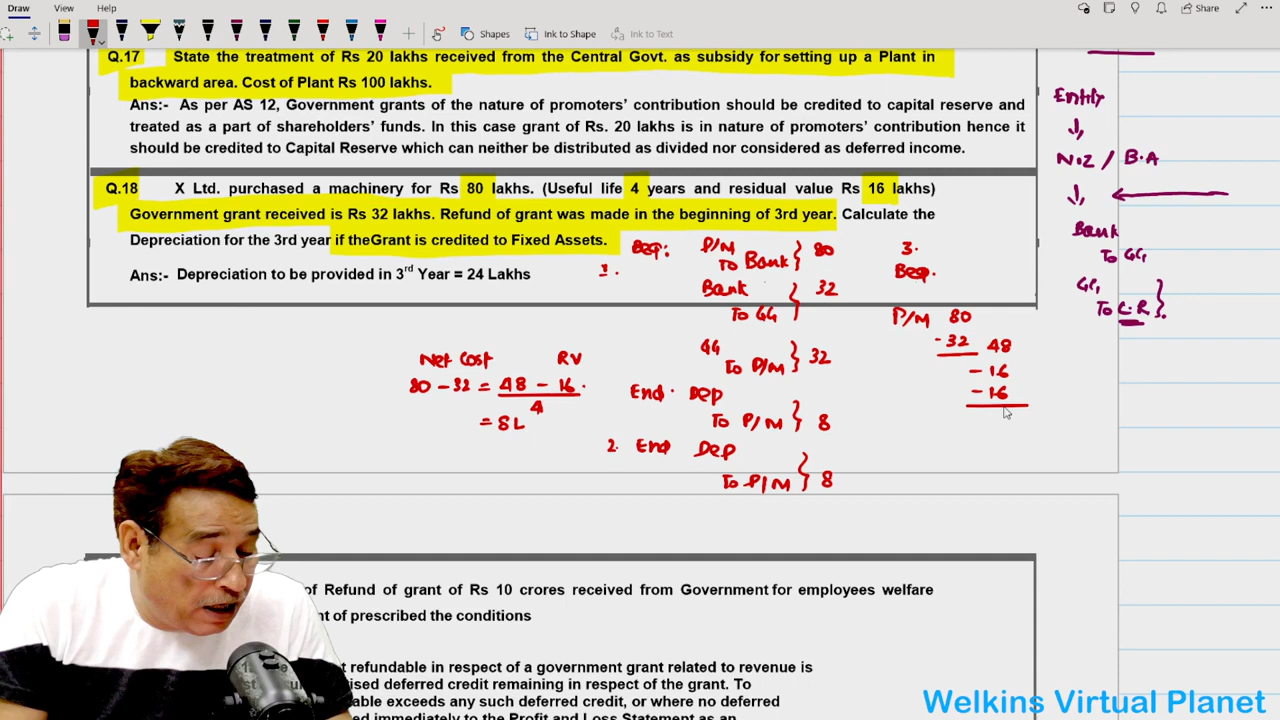 Draw View Help
Shapes Ink to Shape Ink to Text Share
Q.17 State the treatment of Rs 20 lakhs received from the Central Govt. as subsidy for setting up a Plant in
backward area. Cost of Plant Rs 100 lakhs.
Ans:- As per AS 12, Government grants of the nature of promoters' contribution should be credited to capital reserve and
treated as a part of shareholders' funds. In this case grant of Rs. 20 lakhs is in nature of promoters' contribution hence it
should be credited to Capital Reserve which can neither be distributed as divided nor considered as deferred income.
Q.18 X Ltd. purchased a machinery for Rs 80 lakhs. (Useful life 4 years and residual value Rs 16 lakhs)
Government grant received is Rs 32 lakhs. Refund of grant was made in the beginning of 3rd year. Calculate the
Depreciation for the 3rd year if theGrant is credited to Fixed Assets.
Ans:- Depreciation to be provided in 3rd Year = 24 Lakhs
1. Beg: P/M
To Bank } 80
Bank
To GG } 32
GG
To P/M } 32
End. Dep
To P/M } 8
2. End Dep
To P/M } 8
Net Cost RV
80 - 32 = 48 - 16.
4
= 8L
3.
Beg.
P/M 80
-32 48
-16
-16
Entity
N.Z / B.A
Bank
To GG
GG
To C.R }.
of Refund of grant of Rs 10 crores received from Government for employees welfare
nt of prescribed the conditions
t refundable in respect of a government grant related to revenue is
ised deferred credit remaining in respect of the grant. To
able exceeds any such deferred credit, or where no deferred
ed immediately to the Profit and Loss Statement as an
Welkins Virtual Planet